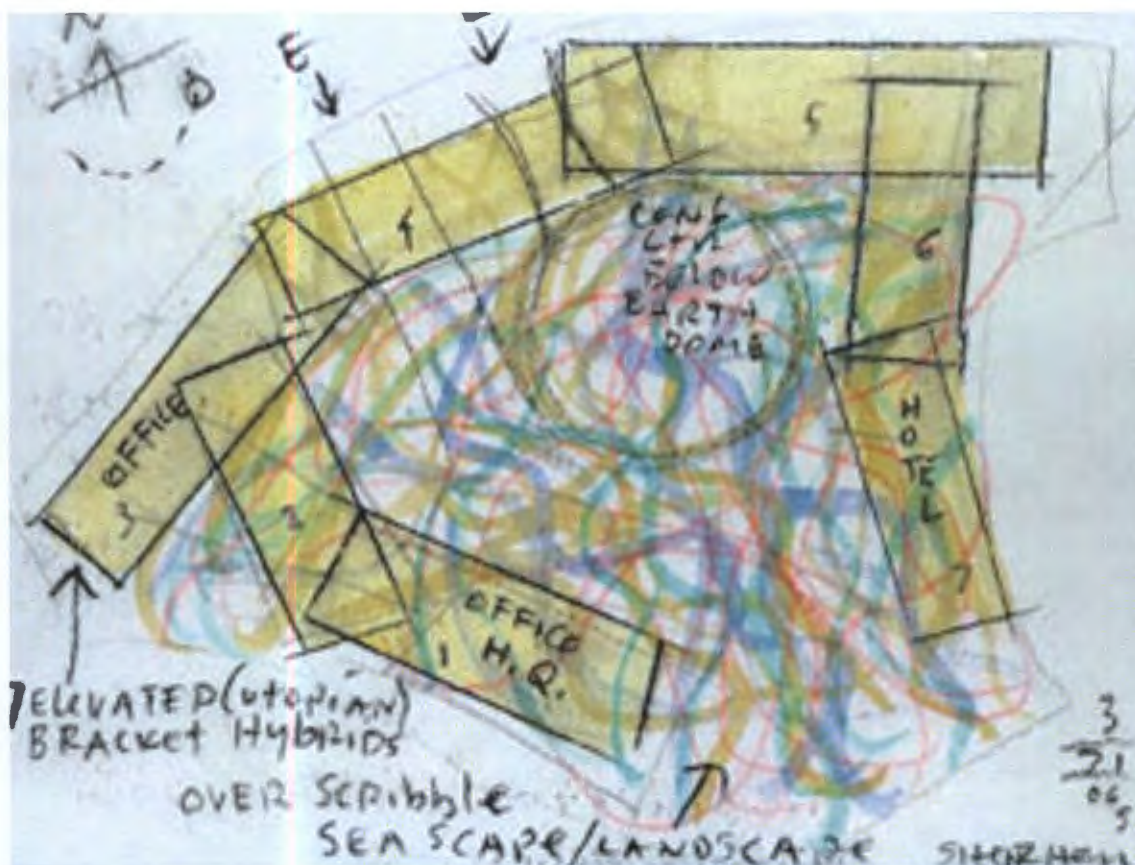 N
E
5
4
CONF
CTR
BELOW
EARTH
DOME
6
OFFICE
3
HOTEL
2
7
OFFICE
H.Q.
1
ELEVATED (UTOPIAN)
BRACKET HYBRIDS
OVER SCRIbble
SEA SCAPE/LANDSCAPE
3
21
06